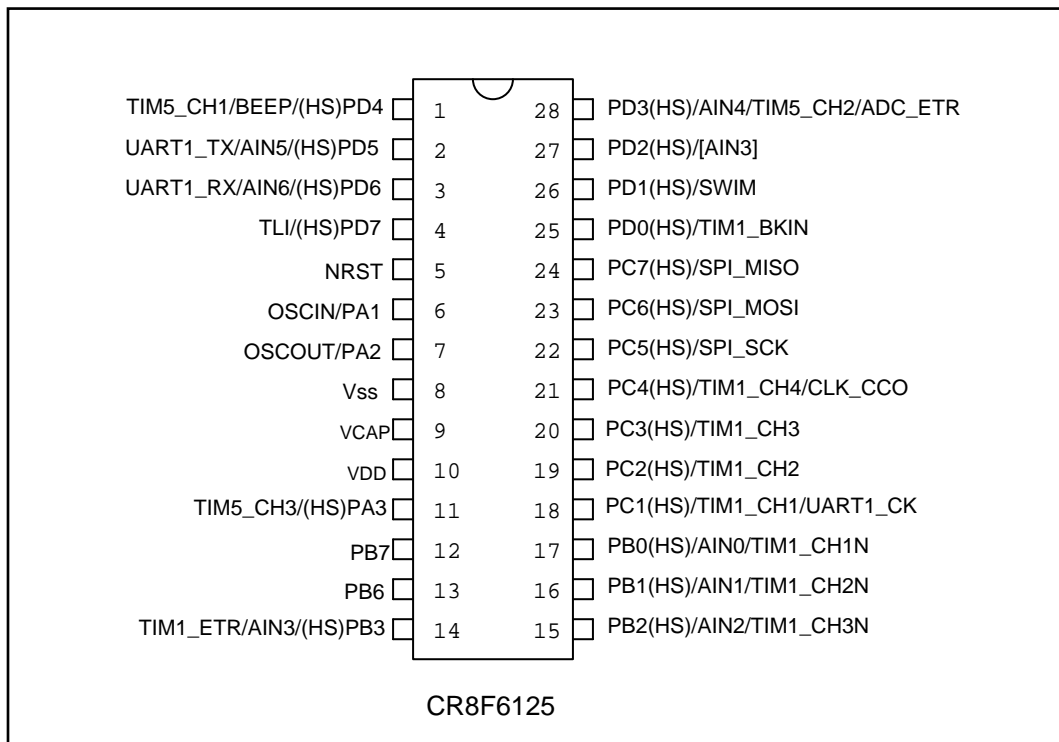 TIM5_CH1/BEEP/(HS)PD4 1 28 PD3(HS)/AIN4/TIM5_CH2/ADC_ETR
UART1_TX/AIN5/(HS)PD5 2 27 PD2(HS)/[AIN3]
UART1_RX/AIN6/(HS)PD6 3 26 PD1(HS)/SWIM
TLI/(HS)PD7 4 25 PD0(HS)/TIM1_BKIN
NRST 5 24 PC7(HS)/SPI_MISO
OSCIN/PA1 6 23 PC6(HS)/SPI_MOSI
OSCOUT/PA2 7 22 PC5(HS)/SPI_SCK
Vss 8 21 PC4(HS)/TIM1_CH4/CLK_CCO
VCAP 9 20 PC3(HS)/TIM1_CH3
VDD 10 19 PC2(HS)/TIM1_CH2
TIM5_CH3/(HS)PA3 11 18 PC1(HS)/TIM1_CH1/UART1_CK
PB7 12 17 PB0(HS)/AIN0/TIM1_CH1N
PB6 13 16 PB1(HS)/AIN1/TIM1_CH2N
TIM1_ETR/AIN3/(HS)PB3 14 15 PB2(HS)/AIN2/TIM1_CH3N
CR8F6125